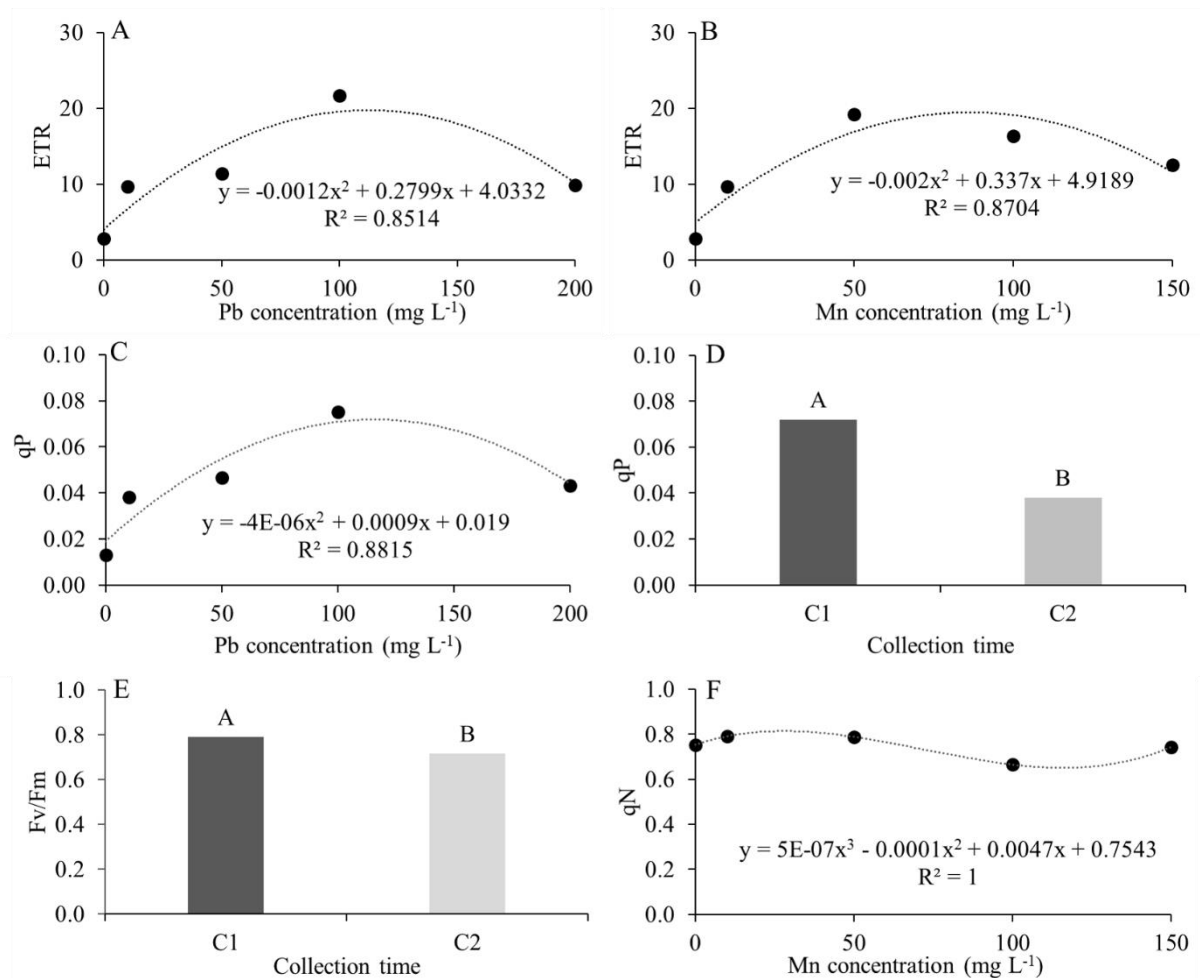 A
30
20
10
0
ETR
y = -0.0012x² + 0.2799x + 4.0332
R² = 0.8514
0 50 100 150 200
Pb concentration (mg L⁻¹)
B
30
20
10
0
ETR
y = -0.002x² + 0.337x + 4.9189
R² = 0.8704
0 50 100 150
Mn concentration (mg L⁻¹)
C
0.10
0.08
0.06
0.04
0.02
0.00
qP
y = -4E-06x² + 0.0009x + 0.019
R² = 0.8815
0 50 100 150 200
Pb concentration (mg L⁻¹)
D
0.10
0.08
0.06
0.04
0.02
0.00
qP
A
B
C1 C2
Collection time
E
1.0
0.8
0.6
0.4
0.2
0.0
Fv/Fm
A
B
C1 C2
Collection time
F
1.0
0.8
0.6
0.4
0.2
0.0
qN
y = 5E-07x³ - 0.0001x² + 0.0047x + 0.7543
R² = 1
0 50 100 150
Mn concentration (mg L⁻¹)